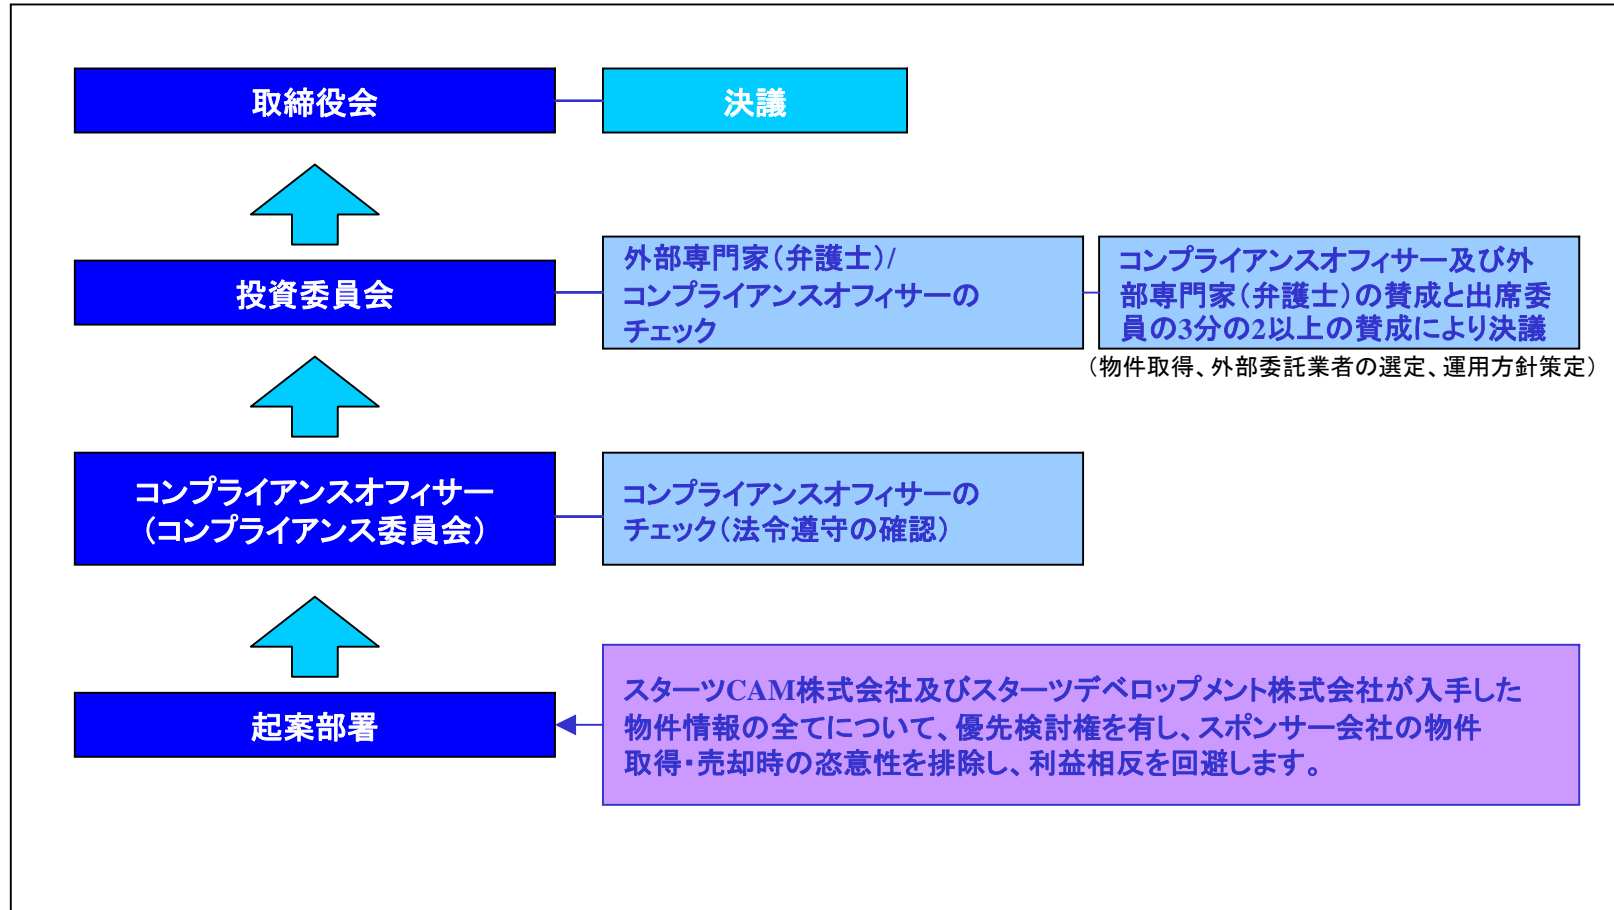 取締役会
決議
投資委員会
外部専門家（弁護士）/
コンプライアンスオフィサーの
チェック
コンプライアンスオフィサー及び外
部専門家（弁護士）の賛成と出席委
員の3分の2以上の賛成により決議
（物件取得、外部委託業者の選定、運用方針策定）
コンプライアンスオフィサー
（コンプライアンス委員会）
コンプライアンスオフィサーの
チェック（法令遵守の確認）
起案部署
スターツCAM株式会社及びスターツデベロップメント株式会社が入手した
物件情報の全てについて、優先検討権を有し、スポンサー会社の物件
取得・売却時の恣意性を排除し、利益相反を回避します。